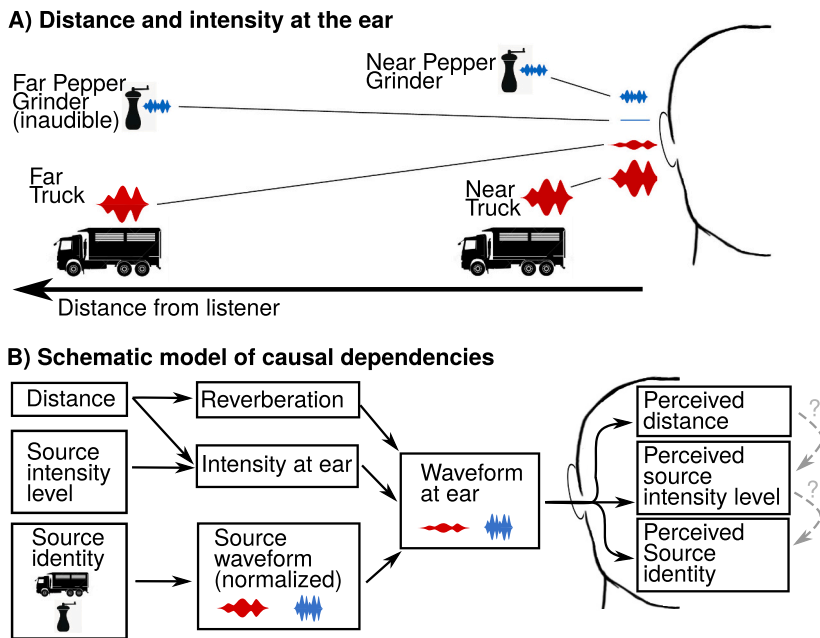 A) Distance and intensity at the ear
Far Pepper
Grinder
(inaudible)
Near Pepper
Grinder
Far
Truck
Near
Truck
Distance from listener
B) Schematic model of causal dependencies
Distance
Reverberation
Source
intensity
level
Intensity at ear
Source
identity
Source
waveform
(normalized)
Waveform
at ear
Perceived
distance
?
Perceived
source
intensity level
?
Perceived
Source
identity